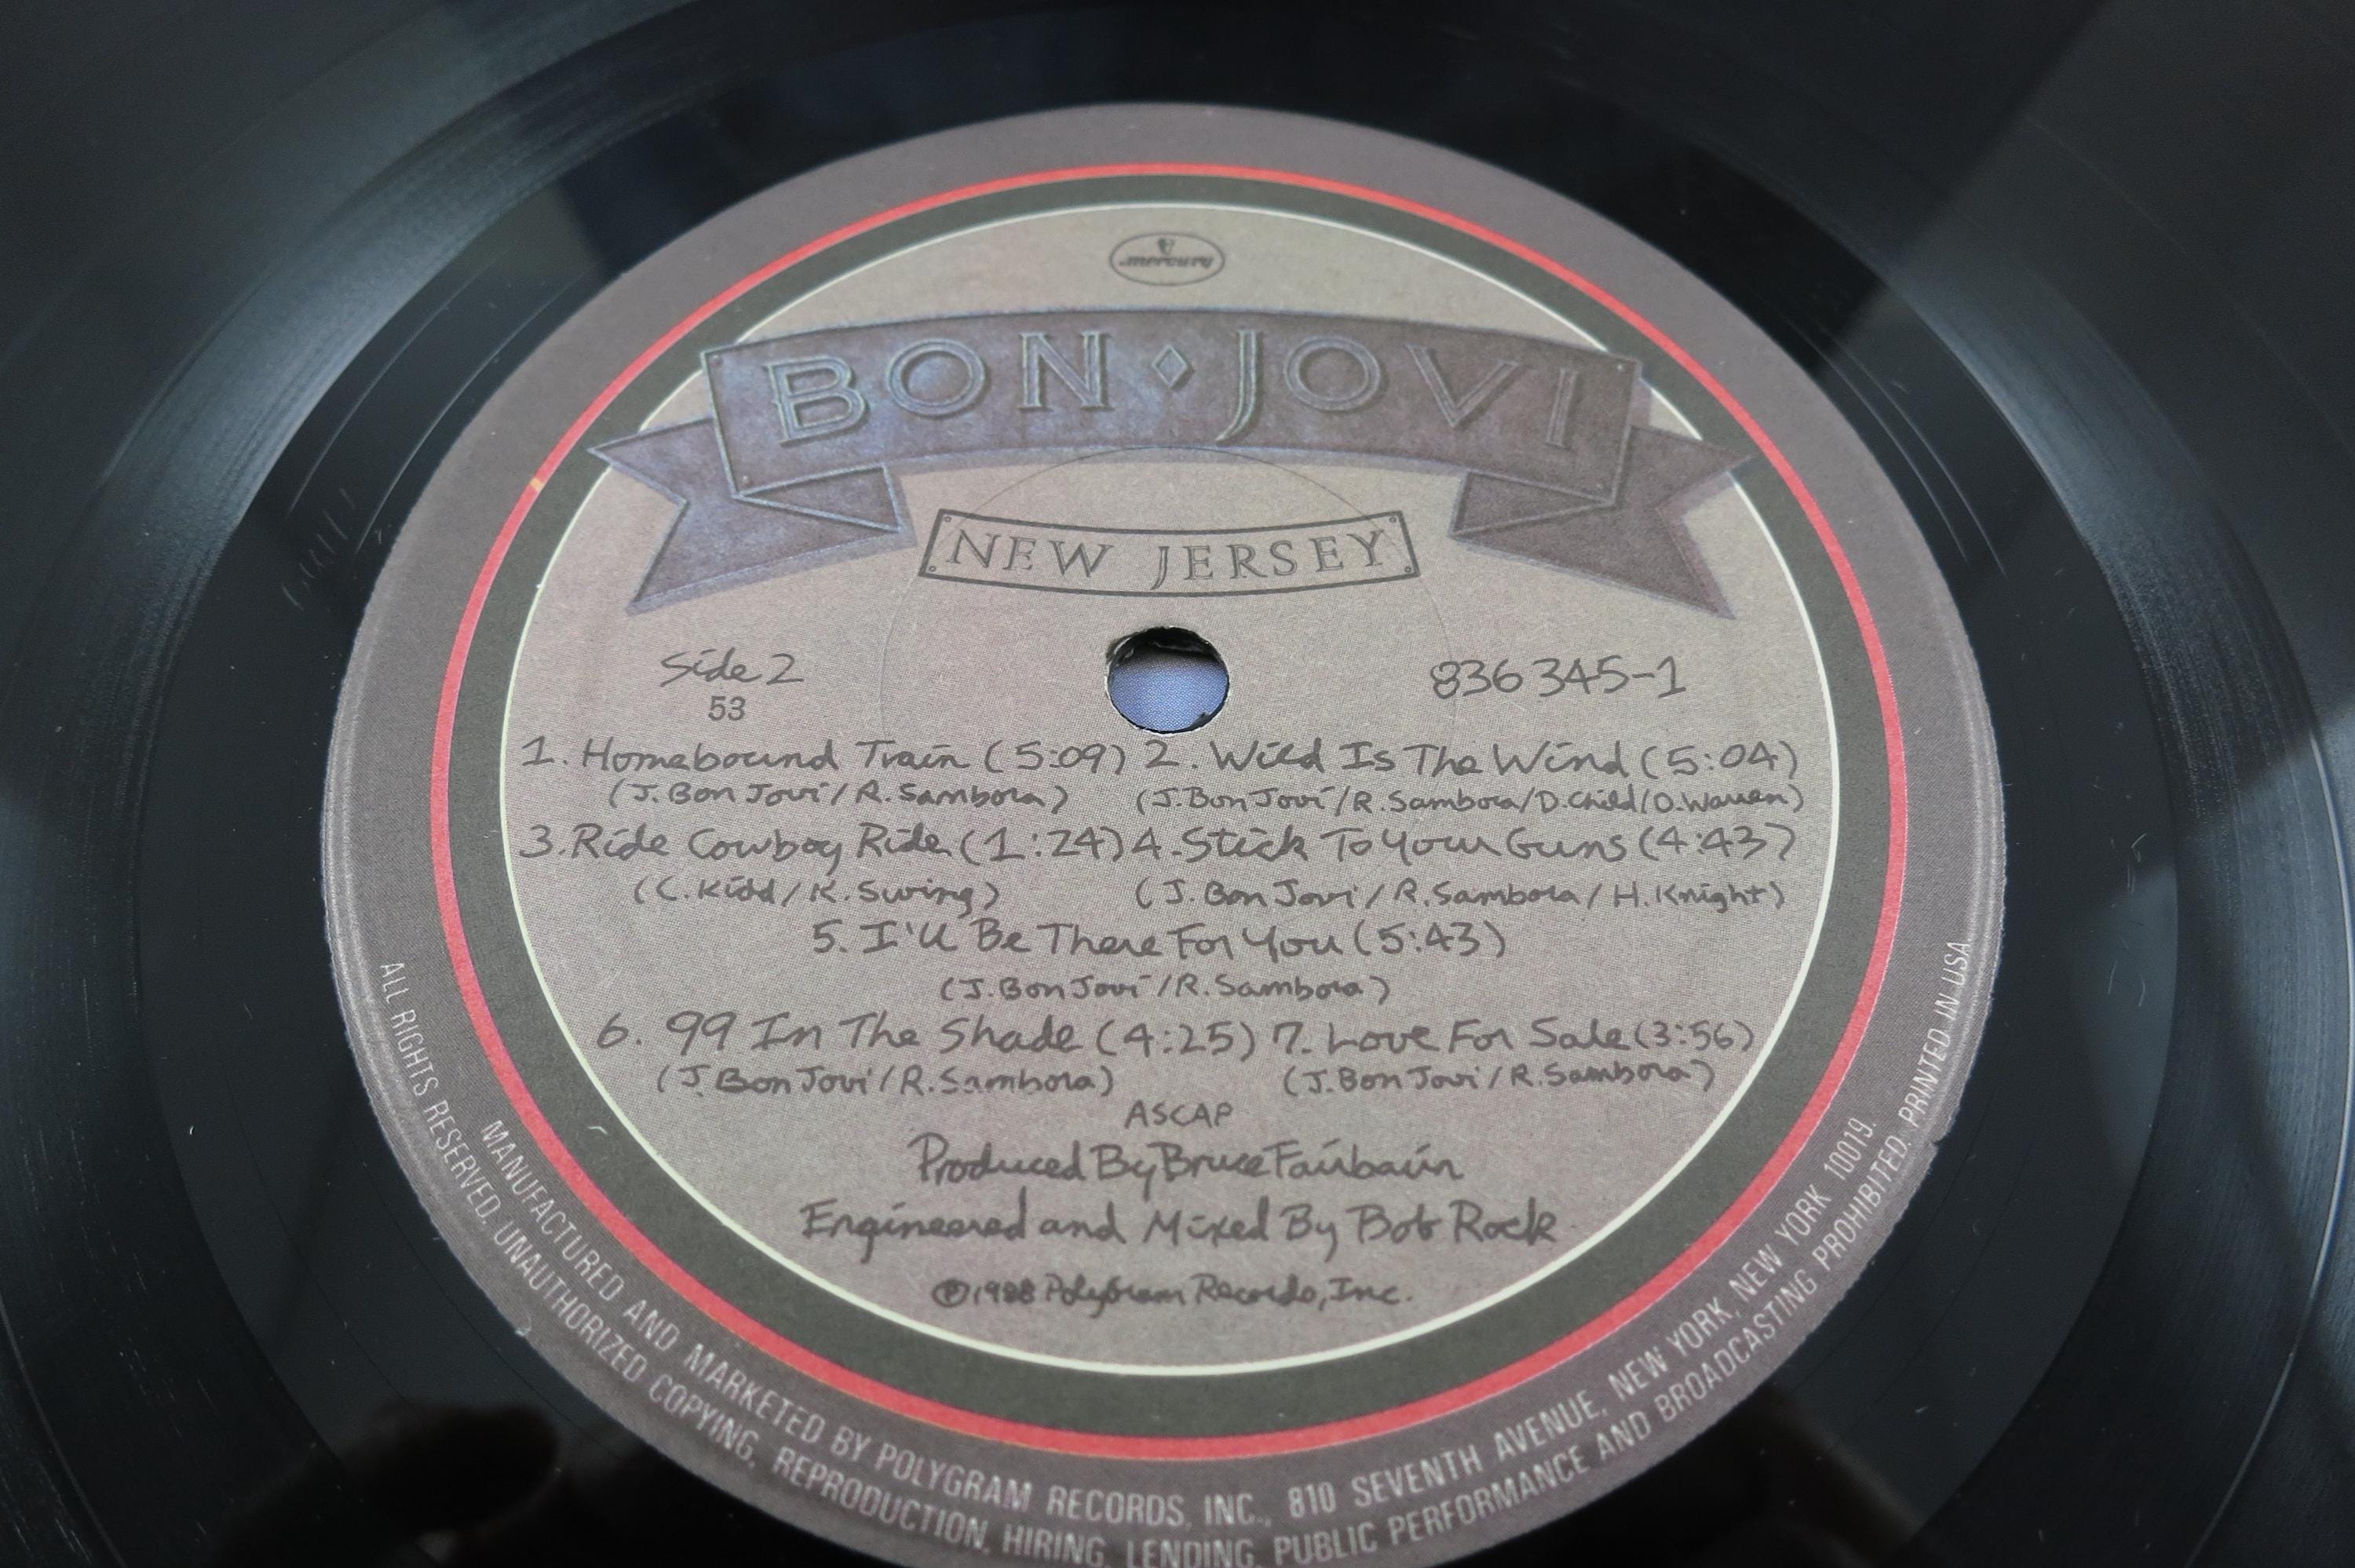 mercury
BON JOVI
NEW JERSEY
Side 2
53
836 345-1
1. Homebound Train (5:09) 2. Wild Is The Wind (5:04)
(J. Bon Jovi / R. Sambora) (J. Bon Jovi / R. Sambora / D. Child / D. Warren)
3. Ride Cowboy Ride (1:24) 4. Stick To Your Guns (4:43)
(C. Kidd / K. Swing) (J. Bon Jovi / R. Sambora / H. Knight)
5. I'll Be There For You (5:43)
(J. Bon Jovi / R. Sambora)
6. 99 In The Shade (4:25) 7. Love For Sale (3:56)
(J. Bon Jovi / R. Sambora) (J. Bon Jovi / R. Sambora)
ASCAP
Produced By Bruce Fairbairn
Engineered and Mixed By Bob Rock
℗1988 PolyGram Records, Inc.
MANUFACTURED AND MARKETED BY POLYGRAM RECORDS, INC., 810 SEVENTH AVENUE, NEW YORK, NEW YORK 10019.
ALL RIGHTS RESERVED. UNAUTHORIZED COPYING, REPRODUCTION, HIRING, LENDING, PUBLIC PERFORMANCE AND BROADCASTING PROHIBITED. PRINTED IN USA